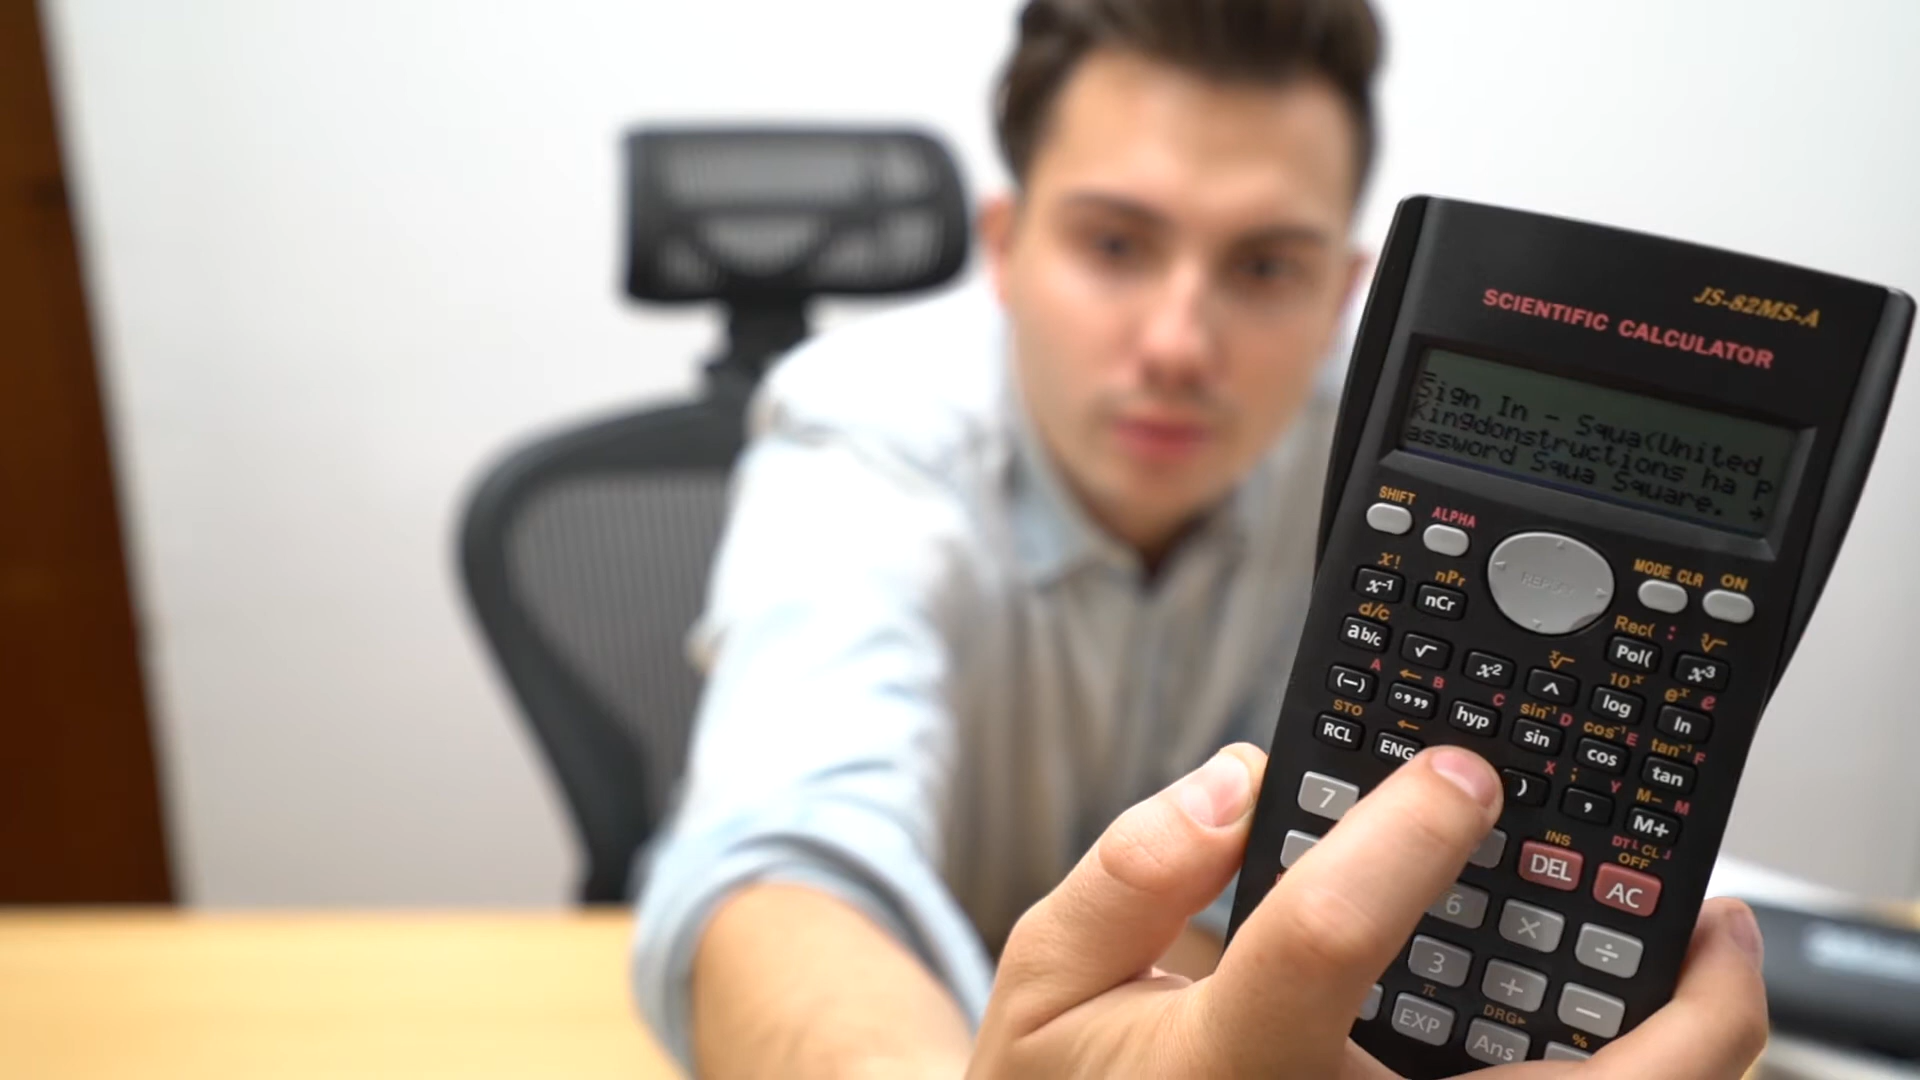 JS-82MS-A
SCIENTIFIC CALCULATOR
Sign In - Squa(United
Kingdonstructions ha P
assword Squa Square. →
SHIFT ALPHA MODE CLR ON
x! nPr Rec( : ³√
x⁻¹ nCr Pol( x³
d/c ˣ√ 10ˣ eˣ e
ab/c √ x² ^ log ln
A ← B C sin⁻¹ D cos⁻¹ E tan⁻¹ F
(−) °,,, hyp sin cos tan
STO ← X ; Y M− M
RCL ENG ) , M+
INS OFF
7 DEL AC
6 × ÷
3 + −
π DRG▸ %
EXP Ans